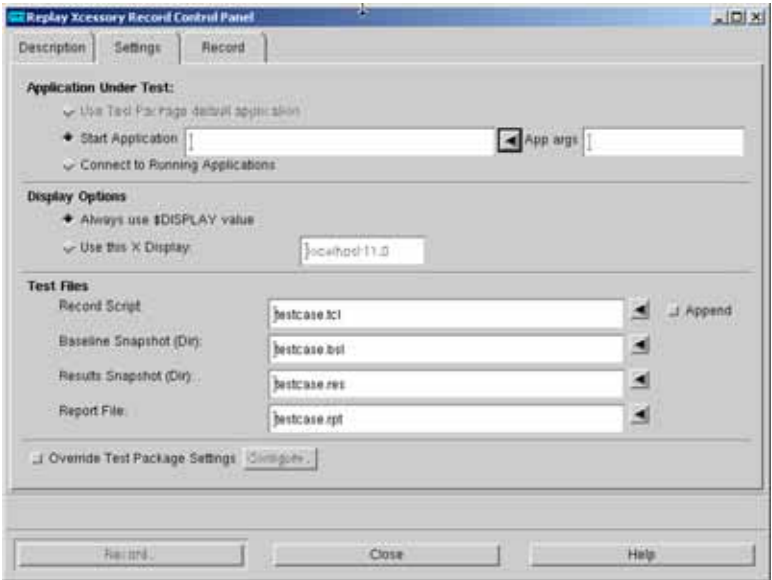 Replay Xcessory Record Control Panel
Description Settings Record
Application Under Test:
Use Test Package default application
Start Application App args
Connect to Running Applications
Display Options
Always use $DISPLAY value
Use this X Display: localhost:11.0
Test Files
Record Script: testcase.tcl Append
Baseline Snapshot (Dir): testcase.bsl
Results Snapshot (Dir): testcase.res
Report File: testcase.rpt
Override Test Package Settings Configure...
Record... Close Help